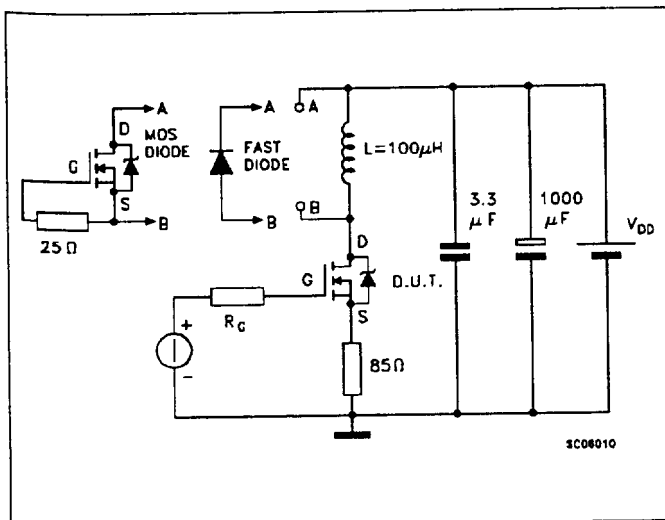 A
D
MOS
DIODE
G
S
B
25Ω
A
FAST
DIODE
B
A
L=100µH
B
D
G
D.U.T.
S
RG
+
-
85Ω
3.3
µF
1000
µF
VDD
SC06010